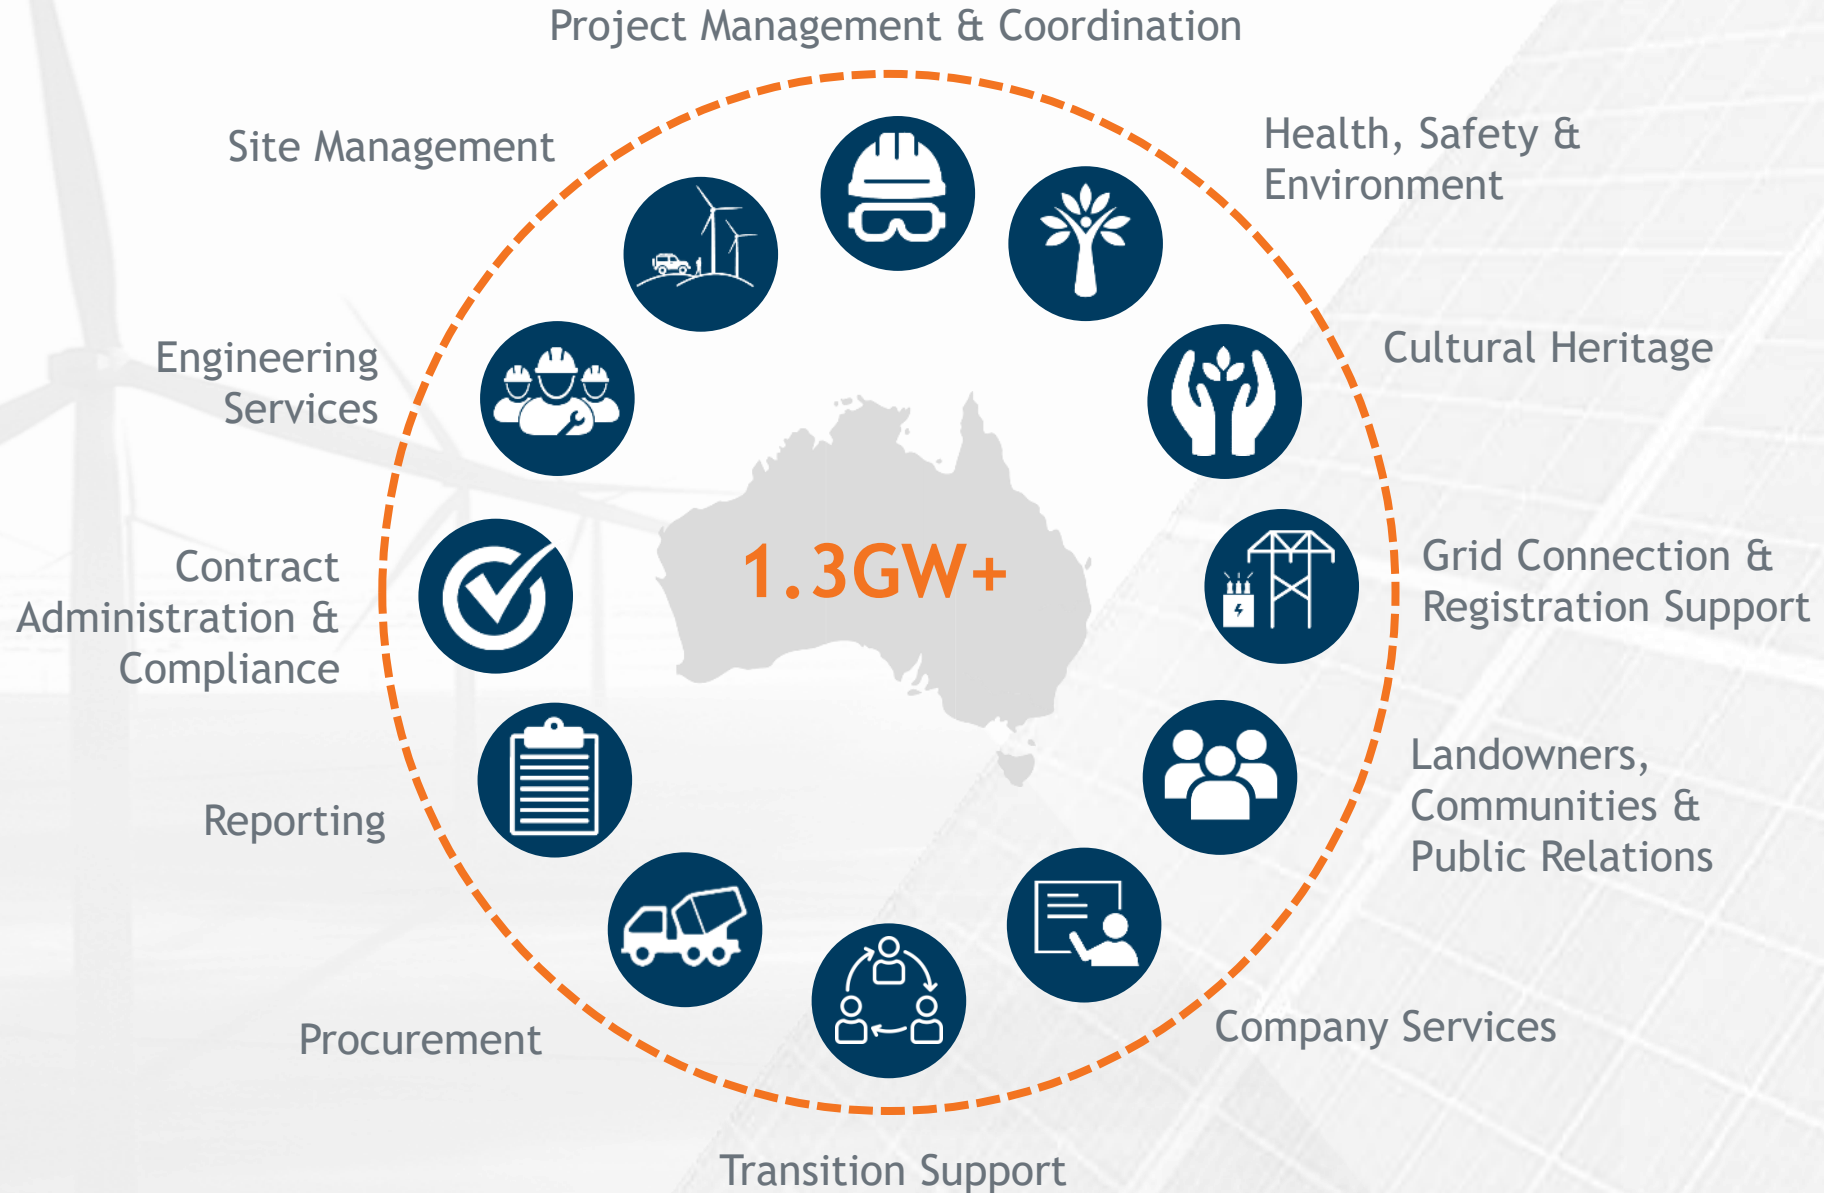 Project Management & Coordination
Health, Safety &
Environment
Cultural Heritage
Grid Connection &
Registration Support
Landowners,
Communities &
Public Relations
Company Services
Transition Support
Procurement
Reporting
Contract
Administration &
Compliance
Engineering
Services
Site Management
1.3GW+